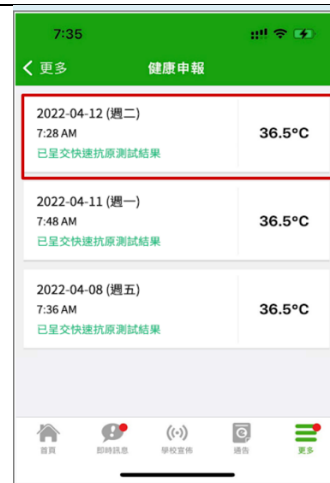 7:35
更多
健康申報
2022-04-12 (週二)
7:28 AM
已呈交快速抗原測試結果
36.5°C
2022-04-11 (週一)
7:48 AM
已呈交快速抗原測試結果
36.5°C
2022-04-08 (週五)
7:36 AM
已呈交快速抗原測試結果
36.5°C
首頁
即時訊息
學校宣佈
通告
更多